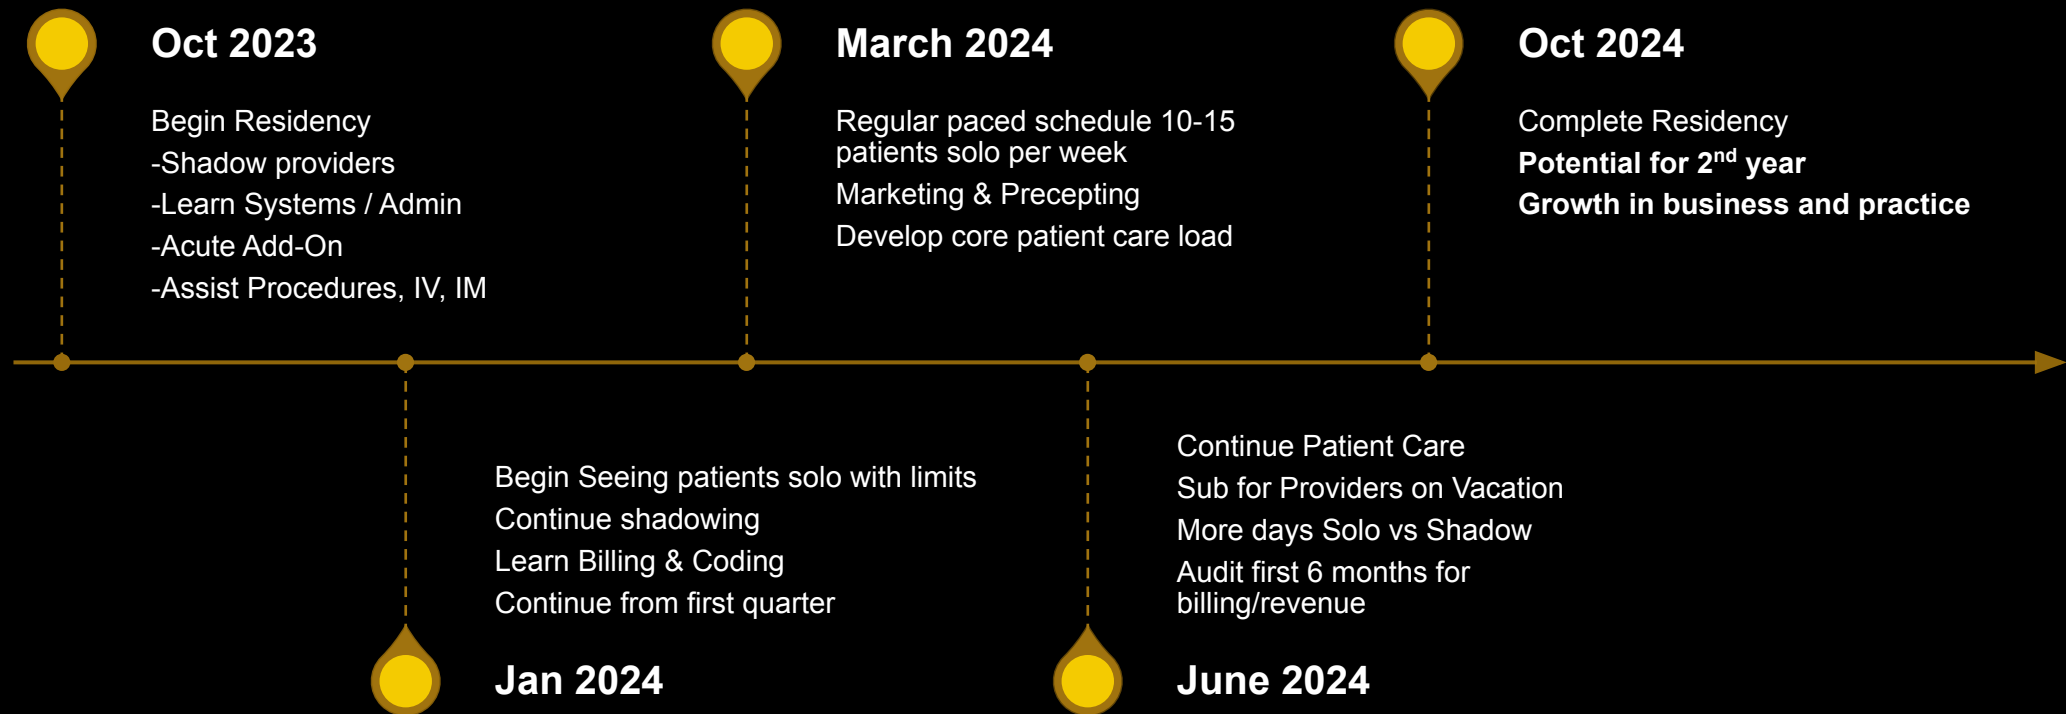 Oct 2023
Begin Residency
-Shadow providers
-Learn Systems / Admin
-Acute Add-On
-Assist Procedures, IV, IM
Begin Seeing patients solo with limits
Continue shadowing
Learn Billing & Coding
Continue from first quarter
Jan 2024
March 2024
Regular paced schedule 10-15
patients solo per week
Marketing & Precepting
Develop core patient care load
Continue Patient Care
Sub for Providers on Vacation
More days Solo vs Shadow
Audit first 6 months for
billing/revenue
June 2024
Oct 2024
Complete Residency
Potential for 2nd year
Growth in business and practice